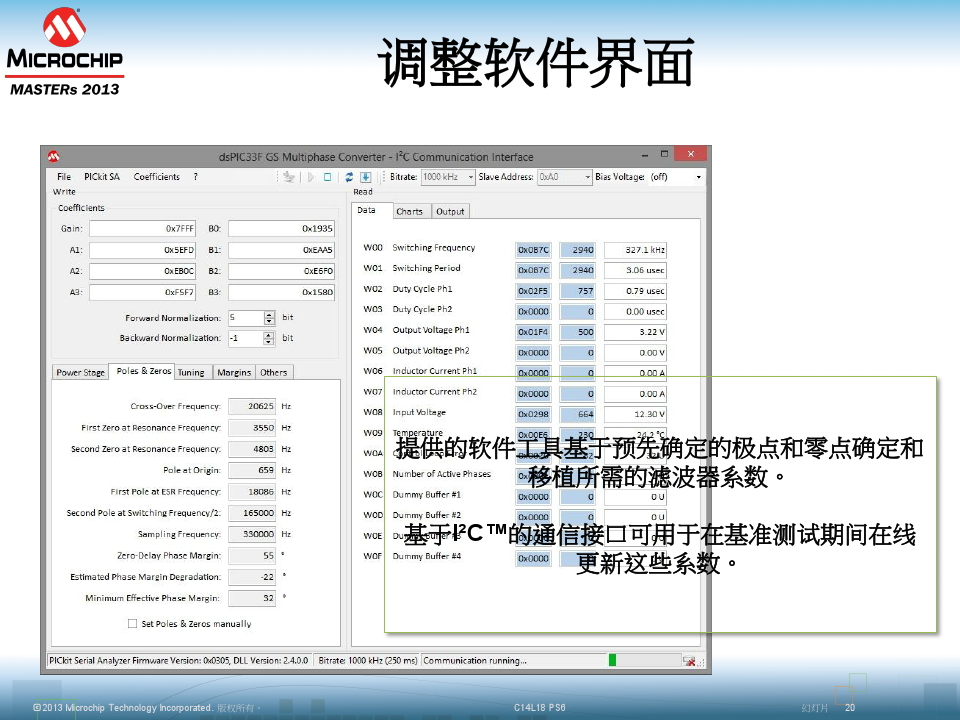 MICROCHIP
MASTERs 2013
调整软件界面
dsPIC33F GS Multiphase Converter - I²C Communication Interface
File PICkit SA Coefficients ? Bitrate: 1000 kHz Slave Address: 0xA0 Bias Voltage: (off)
Write
Coefficients
Gain: 0x7FFF B0: 0x1935
A1: 0x5EFD B1: 0xEAA5
A2: 0xEB0C B2: 0xE6F0
A3: 0xF5F7 B3: 0x1580
Forward Normalization: 5 bit
Backward Normalization: -1 bit
Power Stage Poles & Zeros Tuning Margins Others
Cross-Over Frequency: 20625 Hz
First Zero at Resonance Frequency: 3550 Hz
Second Zero at Resonance Frequency: 4803 Hz
Pole at Origin: 659 Hz
First Pole at ESR Frequency: 18086 Hz
Second Pole at Switching Frequency/2: 165000 Hz
Sampling Frequency: 330000 Hz
Zero-Delay Phase Margin: 55 °
Estimated Phase Margin Degradation: -22 °
Minimum Effective Phase Margin: 32 °
Set Poles & Zeros manually
Read
Data Charts Output
W00 Switching Frequency 0x0B7C 2940 327.1 kHz
W01 Switching Period 0x0B7C 2940 3.06 usec
W02 Duty Cycle Ph1 0x02F5 757 0.79 usec
W03 Duty Cycle Ph2 0x0000 0 0.00 usec
W04 Output Voltage Ph1 0x01F4 500 3.22 V
W05 Output Voltage Ph2 0x0000 0 0.00 V
W06 Inductor Current Ph1 0x0000 0 0.00 A
W07 Inductor Current Ph2 0x0000 0 0.00 A
W08 Input Voltage 0x0298 664 12.30 V
W09 Temperature 0x00E6 230 24.2 °C
W0A
W0B Number of Active Phases
W0C Dummy Buffer #1 0x0000 0 0 U
W0D Dummy Buffer #2 0x0000 0 0 U
W0E Dummy Buffer #3
W0F Dummy Buffer #4 0x0000
提供的软件工具基于预先确定的极点和零点确定和
移植所需的滤波器系数。
基于I²C™的通信接口可用于在基准测试期间在线
更新这些系数。
PICkit Serial Analyzer Firmware Version: 0x0305, DLL Version: 2.4.0.0 Bitrate: 1000 kHz (250 ms) Communication running...
©2013 Microchip Technology Incorporated. 版权所有。 C14L18 PS6 幻灯片 20